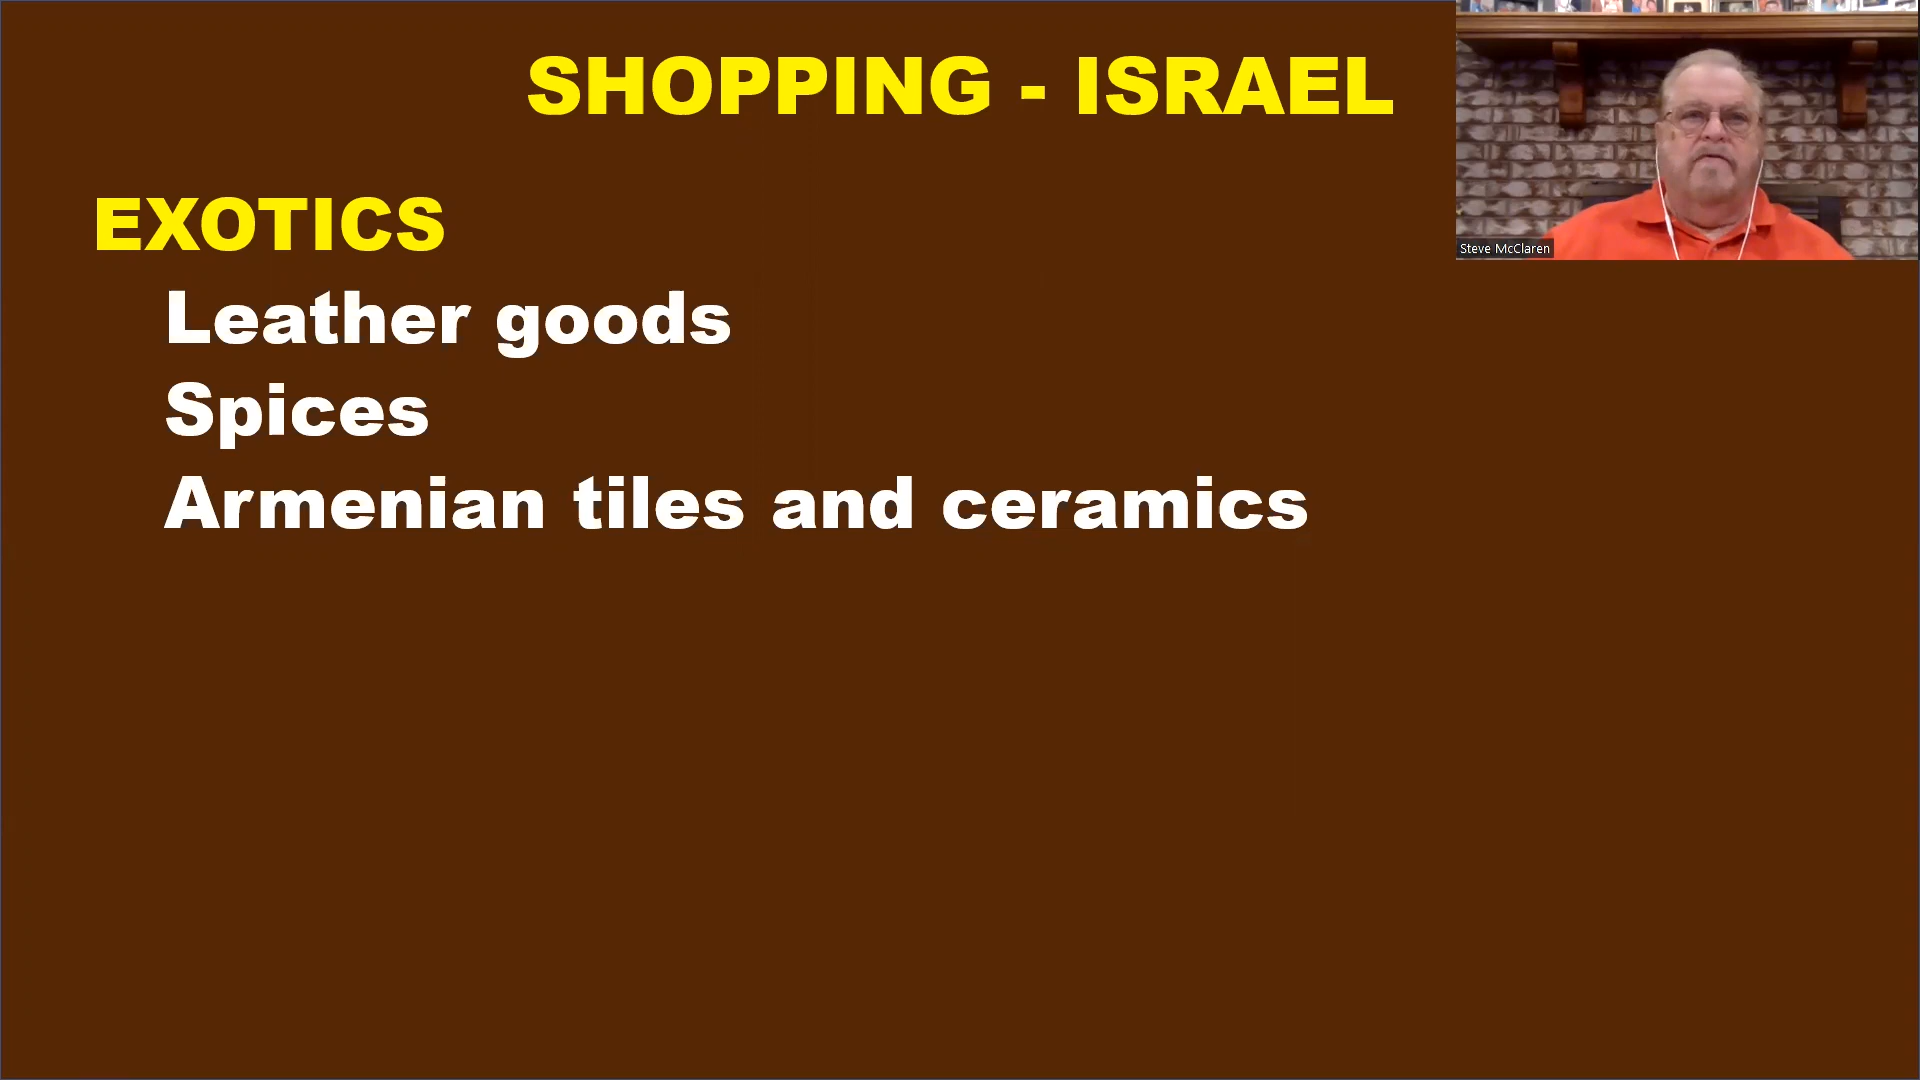 SHOPPING - ISRAEL
EXOTICS
Leather goods
Spices
Armenian tiles and ceramics
Steve McClaren